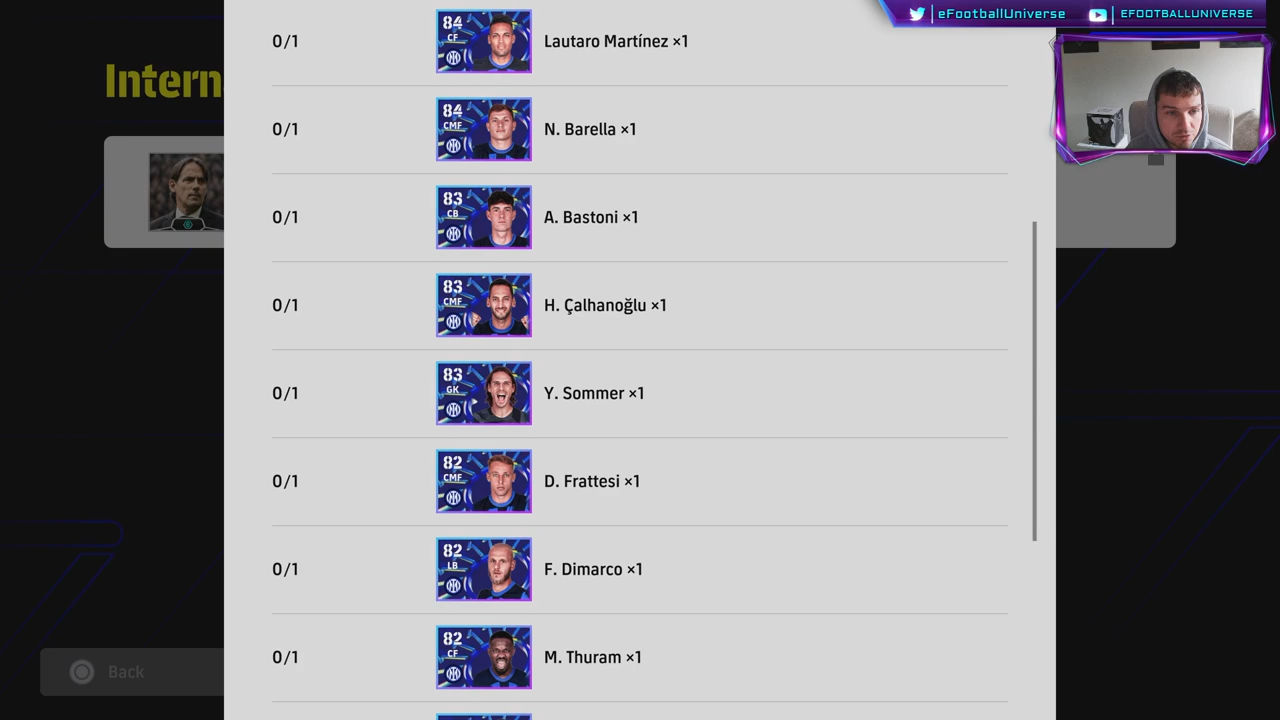 eFootballUniverse
EFOOTBALLUNIVERSE
Intern
0/1
84
CF
Lautaro Martínez ×1
0/1
84
CMF
N. Barella ×1
0/1
83
CB
A. Bastoni ×1
0/1
83
CMF
H. Çalhanoğlu ×1
0/1
83
GK
Y. Sommer ×1
0/1
82
CMF
D. Frattesi ×1
0/1
82
LB
F. Dimarco ×1
0/1
82
CF
M. Thuram ×1
Back